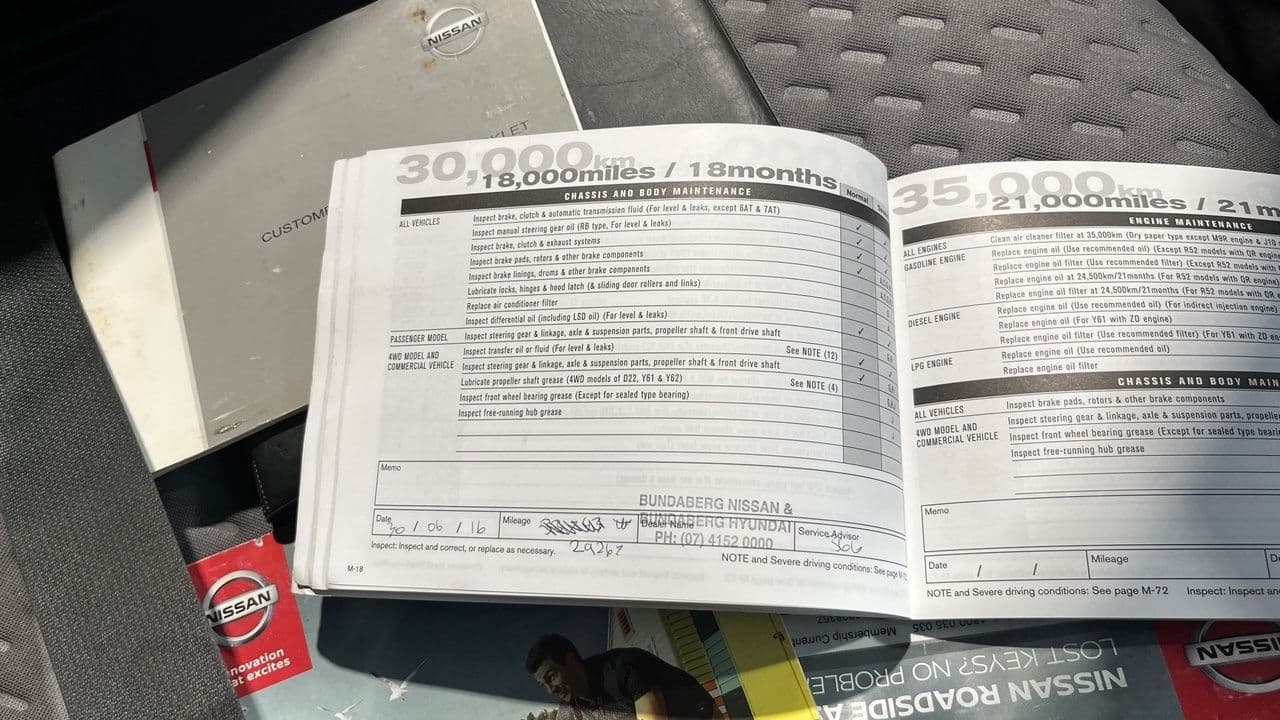 NISSAN
CUSTOM
KLET
30,000km
18,000miles / 18months
CHASSIS AND BODY MAINTENANCE
Normal
ALL VEHICLES
Inspect brake, clutch & automatic transmission fluid (For level & leaks, except 6AT & 7AT)
Inspect manual steering gear oil (RB type, For level & leaks)
Inspect brake, clutch & exhaust systems
Inspect brake pads, rotors & other brake components
Inspect brake linings, drums & other brake components
Lubricate locks, hinges & hood latch (& sliding door rollers and links)
Replace air conditioner filter
Inspect differential oil (including LSD oil) (For level & leaks)
PASSENGER MODEL
Inspect steering gear & linkage, axle & suspension parts, propeller shaft & front drive shaft
4WD MODEL AND
COMMERCIAL VEHICLE
Inspect transfer oil or fluid (For level & leaks) See NOTE (12)
Inspect steering gear & linkage, axle & suspension parts, propeller shaft & front drive shaft
Lubricate propeller shaft grease (4WD models of D22, Y61 & Y62) See NOTE (4)
Inspect front wheel bearing grease (Except for sealed type bearing)
Inspect free-running hub grease
Memo
BUNDABERG NISSAN &
BUNDABERG HYUNDAI
PH: (07) 4152 0000
Date 30 / 06 / 16
Mileage
29267
Dealer Name
Service Advisor
Inspect: Inspect and correct, or replace as necessary.
NOTE and Severe driving conditions: See page M-72
M-18
35,000km
21,000miles / 21m
ENGINE MAINTENANCE
ALL ENGINES
Clean air cleaner filter at 35,000km (Dry paper type except M9R engine & J10
GASOLINE ENGINE
Replace engine oil (Use recommended oil) (Except R52 models with QR engine
Replace engine oil filter (Use recommended filter) (Except R52 models with
Replace engine oil at 24,500km/21months (For R52 models with QR engine)
Replace engine oil filter at 24,500km/21months (For R52 models with QR
DIESEL ENGINE
Replace engine oil (Use recommended oil) (For indirect injection engine)
Replace engine oil (For Y61 with ZD engine)
Replace engine oil filter (Use recommended filter) (For Y61 with ZD en
LPG ENGINE
Replace engine oil (Use recommended oil)
Replace engine oil filter
CHASSIS AND BODY MAIN
ALL VEHICLES
Inspect brake pads, rotors & other brake components
4WD MODEL AND
COMMERCIAL VEHICLE
Inspect steering gear & linkage, axle & suspension parts, propelle
Inspect front wheel bearing grease (Except for sealed type bearin
Inspect free-running hub grease
Memo
Date / /
Mileage
NOTE and Severe driving conditions: See page M-72 Inspect: Inspect an
NISSAN
nnovation
at excites
Membership Current
LOST KEYS? NO PROBLE
NISSAN ROADSIDE AS
NISSAN